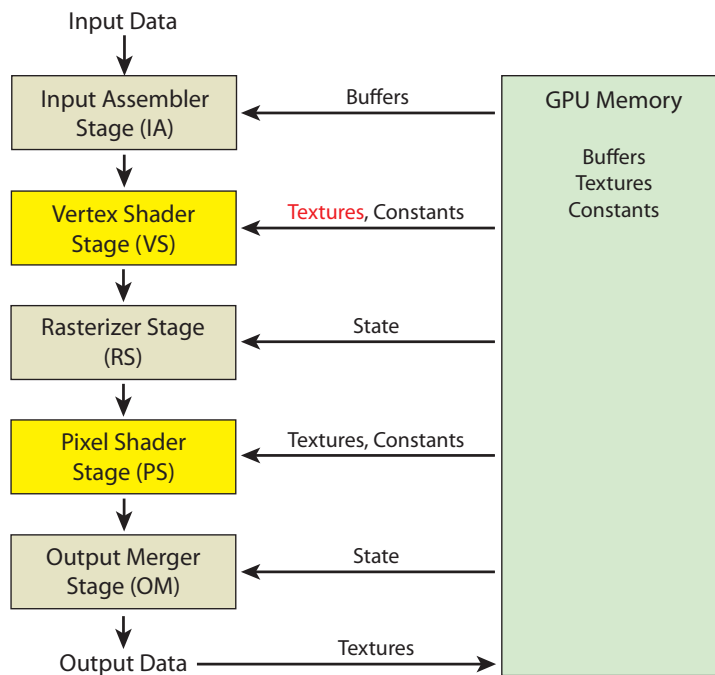 Input Data
Input Assembler
Stage (IA)
Buffers
GPU Memory
Buffers
Textures
Constants
Vertex Shader
Stage (VS)
Textures, Constants
Rasterizer Stage
(RS)
State
Pixel Shader
Stage (PS)
Textures, Constants
Output Merger
Stage (OM)
State
Output Data
Textures